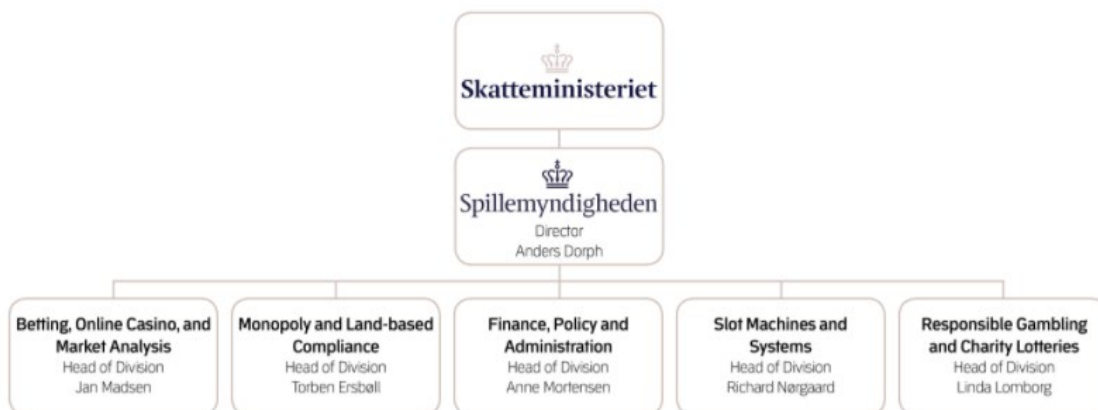 Skatteministeriet
Spillemyndigheden
Director
Anders Dorph
Betting, Online Casino, and
Market Analysis
Head of Division
Jan Madsen
Monopoly and Land-based
Compliance
Head of Division
Torben Ersbøll
Finance, Policy and
Administration
Head of Division
Anne Mortensen
Slot Machines and
Systems
Head of Division
Richard Nørgaard
Responsible Gambling
and Charity Lotteries
Head of Division
Linda Lomborg